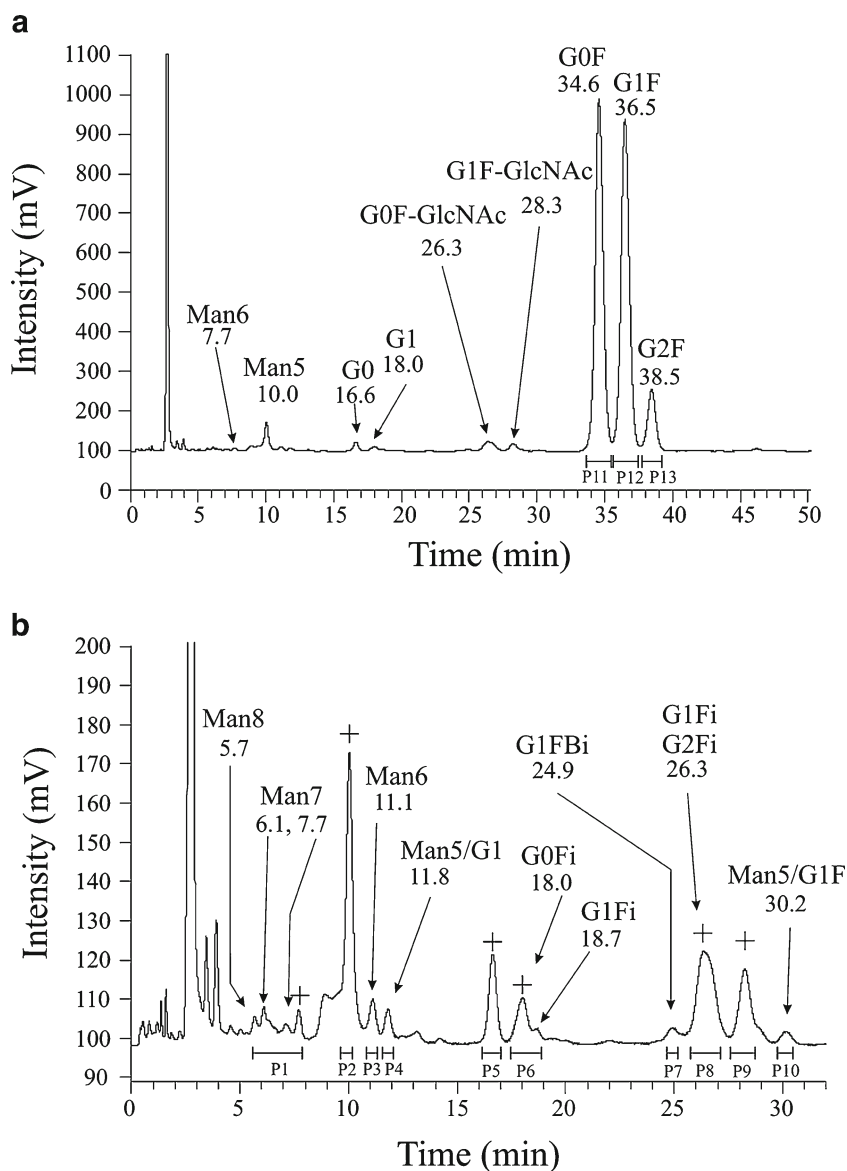 a
1100
1000
900
800
700
600
500
400
300
200
100
0
Intensity (mV)
Man6
7.7
Man5
10.0
G0
16.6
G1
18.0
G0F-GlcNAc
26.3
G1F-GlcNAc
28.3
G0F
34.6
G1F
36.5
G2F
38.5
P11 P12 P13
0 5 10 15 20 25 30 35 40 45 50
Time (min)
b
200
190
180
170
160
150
140
130
120
110
100
90
Intensity (mV)
Man8
5.7
Man7
6.1, 7.7
+
+
Man6
11.1
Man5/G1
11.8
+
G0Fi
18.0
+
G1Fi
18.7
G1FBi
24.9
G1Fi
G2Fi
26.3
+
+
Man5/G1F
30.2
P1 P2 P3 P4 P5 P6 P7 P8 P9 P10
0 5 10 15 20 25 30
Time (min)